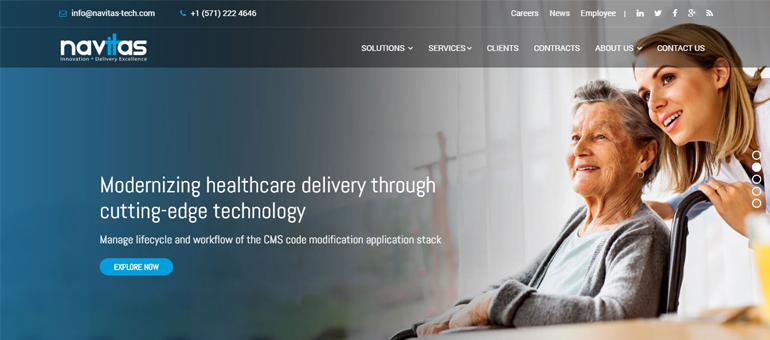 info@navitas-tech.com
+1 (571) 222 4646
Careers News Employee |
navitas
Innovation + Delivery Excellence
SOLUTIONS SERVICES CLIENTS CONTRACTS ABOUT US CONTACT US
Modernizing healthcare delivery through
cutting-edge technology
Manage lifecycle and workflow of the CMS code modification application stack
EXPLORE NOW